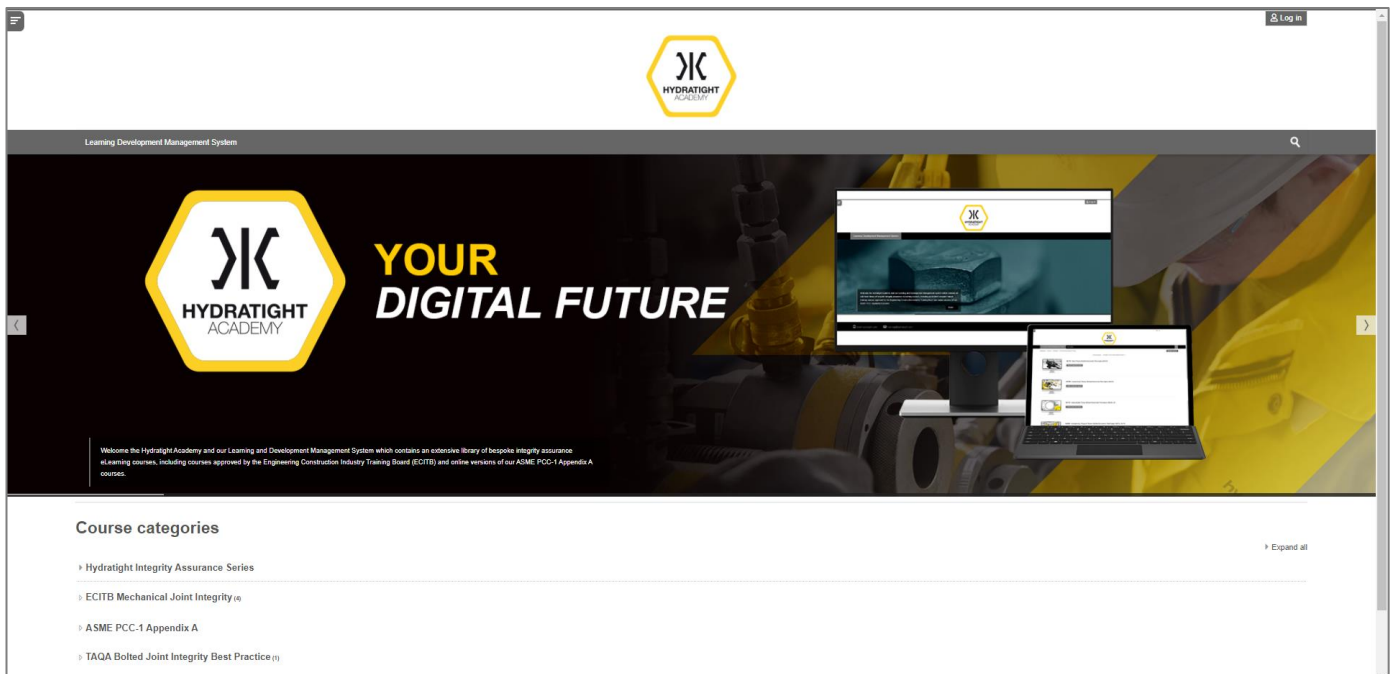 Log in
HYDRATIGHT
ACADEMY
Learning Development Management System
HYDRATIGHT
ACADEMY
YOUR
DIGITAL FUTURE
Welcome the Hydratight Academy and our Learning and Development Management System which contains an extensive library of bespoke integrity assurance
eLearning courses, including courses approved by the Engineering Construction Industry Training Board (ECITB) and online versions of our ASME PCC-1 Appendix A
courses.
Course categories
Expand all
Hydratight Integrity Assurance Series
ECITB Mechanical Joint Integrity (4)
ASME PCC-1 Appendix A
TAQA Bolted Joint Integrity Best Practice (1)